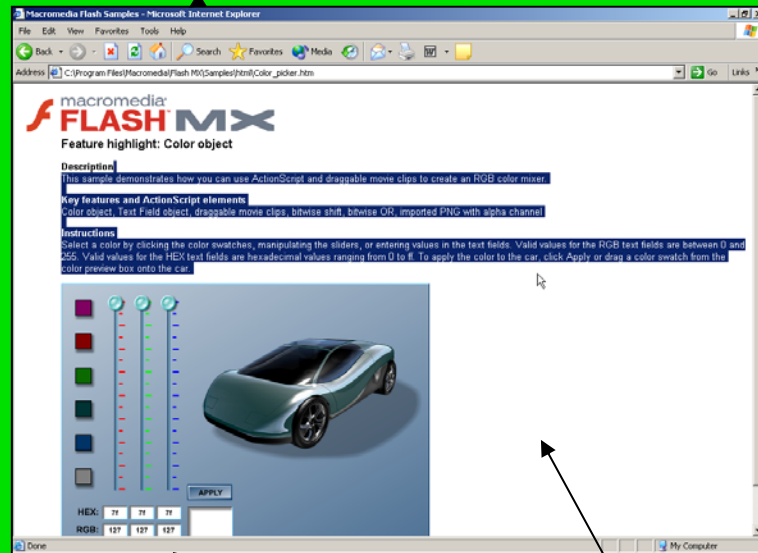 Macromedia Flash Samples - Microsoft Internet Explorer
File Edit View Favorites Tools Help
Back Search Favorites Media
Address C:\Program Files\Macromedia\Flash MX\Samples\html\Color_picker.htm Go Links
macromedia
FLASH MX
Feature highlight: Color object
Description
This sample demonstrates how you can use ActionScript and draggable movie clips to create an RGB color mixer.
Key features and ActionScript elements
Color object, Text Field object, draggable movie clips, bitwise shift, bitwise OR, imported PNG with alpha channel
Instructions
Select a color by clicking the color swatches, manipulating the sliders, or entering values in the text fields. Valid values for the RGB text fields are between 0 and
255. Valid values for the HEX text fields are hexadecimal values ranging from 0 to ff. To apply the color to the car, click Apply or drag a color swatch from the
color preview box onto the car.
APPLY
HEX: 7f 7f 7f
RGB: 127 127 127
Done My Computer